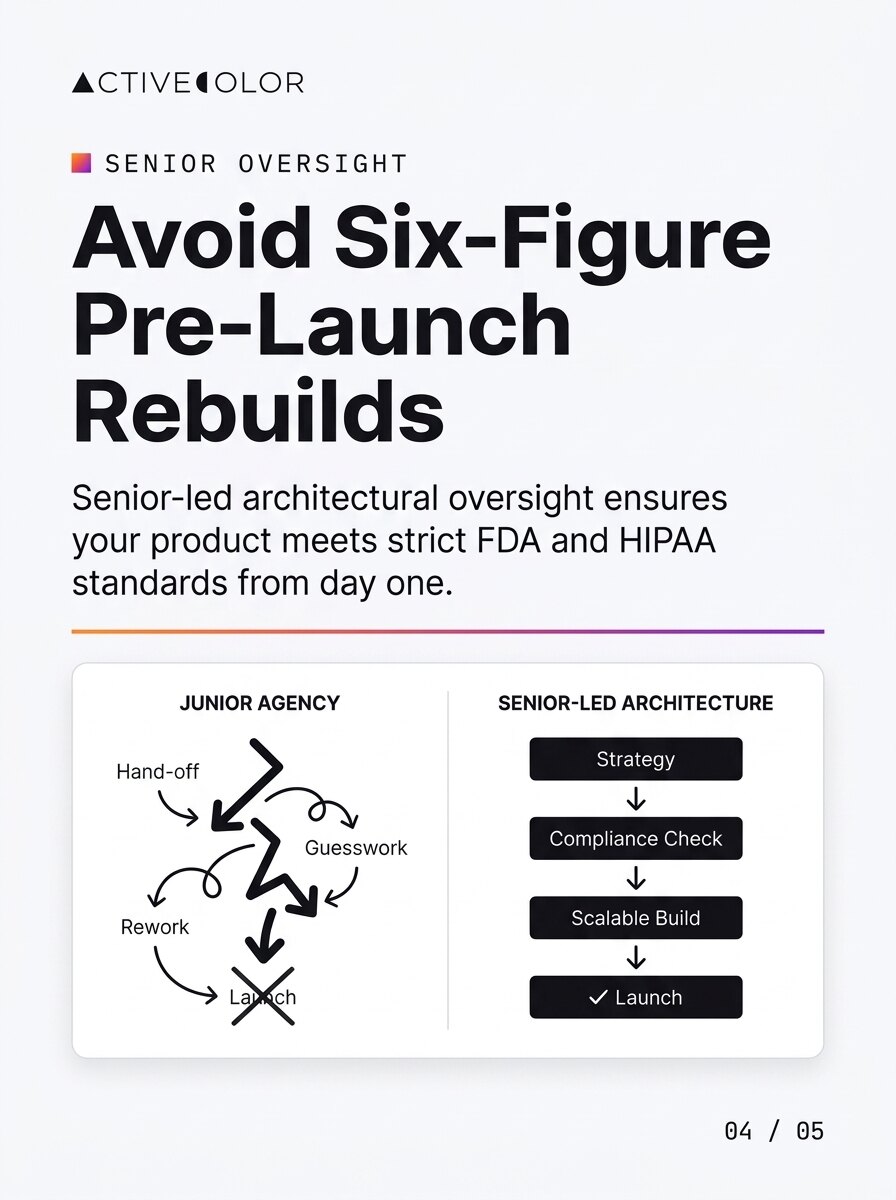 ACTIVECOLOR
SENIOR OVERSIGHT
Avoid Six-Figure
Pre-Launch
Rebuilds
Senior-led architectural oversight ensures
your product meets strict FDA and HIPAA
standards from day one.
JUNIOR AGENCY
Hand-off
Guesswork
Rework
Launch
SENIOR-LED ARCHITECTURE
Strategy
Compliance Check
Scalable Build
✓ Launch
04 / 05